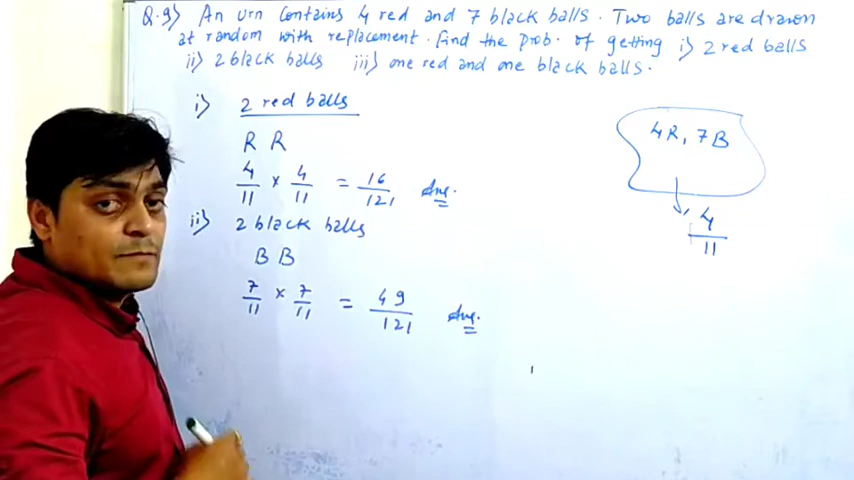 Q.9) An urn contains 4 red and 7 black balls. Two balls are drawn
at random with replacement. find the prob. of getting i) 2 red balls
ii) 2 black balls iii) one red and one black balls.
i) 2 red balls
R R
4/11 × 4/11 = 16/121 Ans.
ii) 2 black balls
B B
7/11 × 7/11 = 49/121 Ans.
4R, 7B
4/11